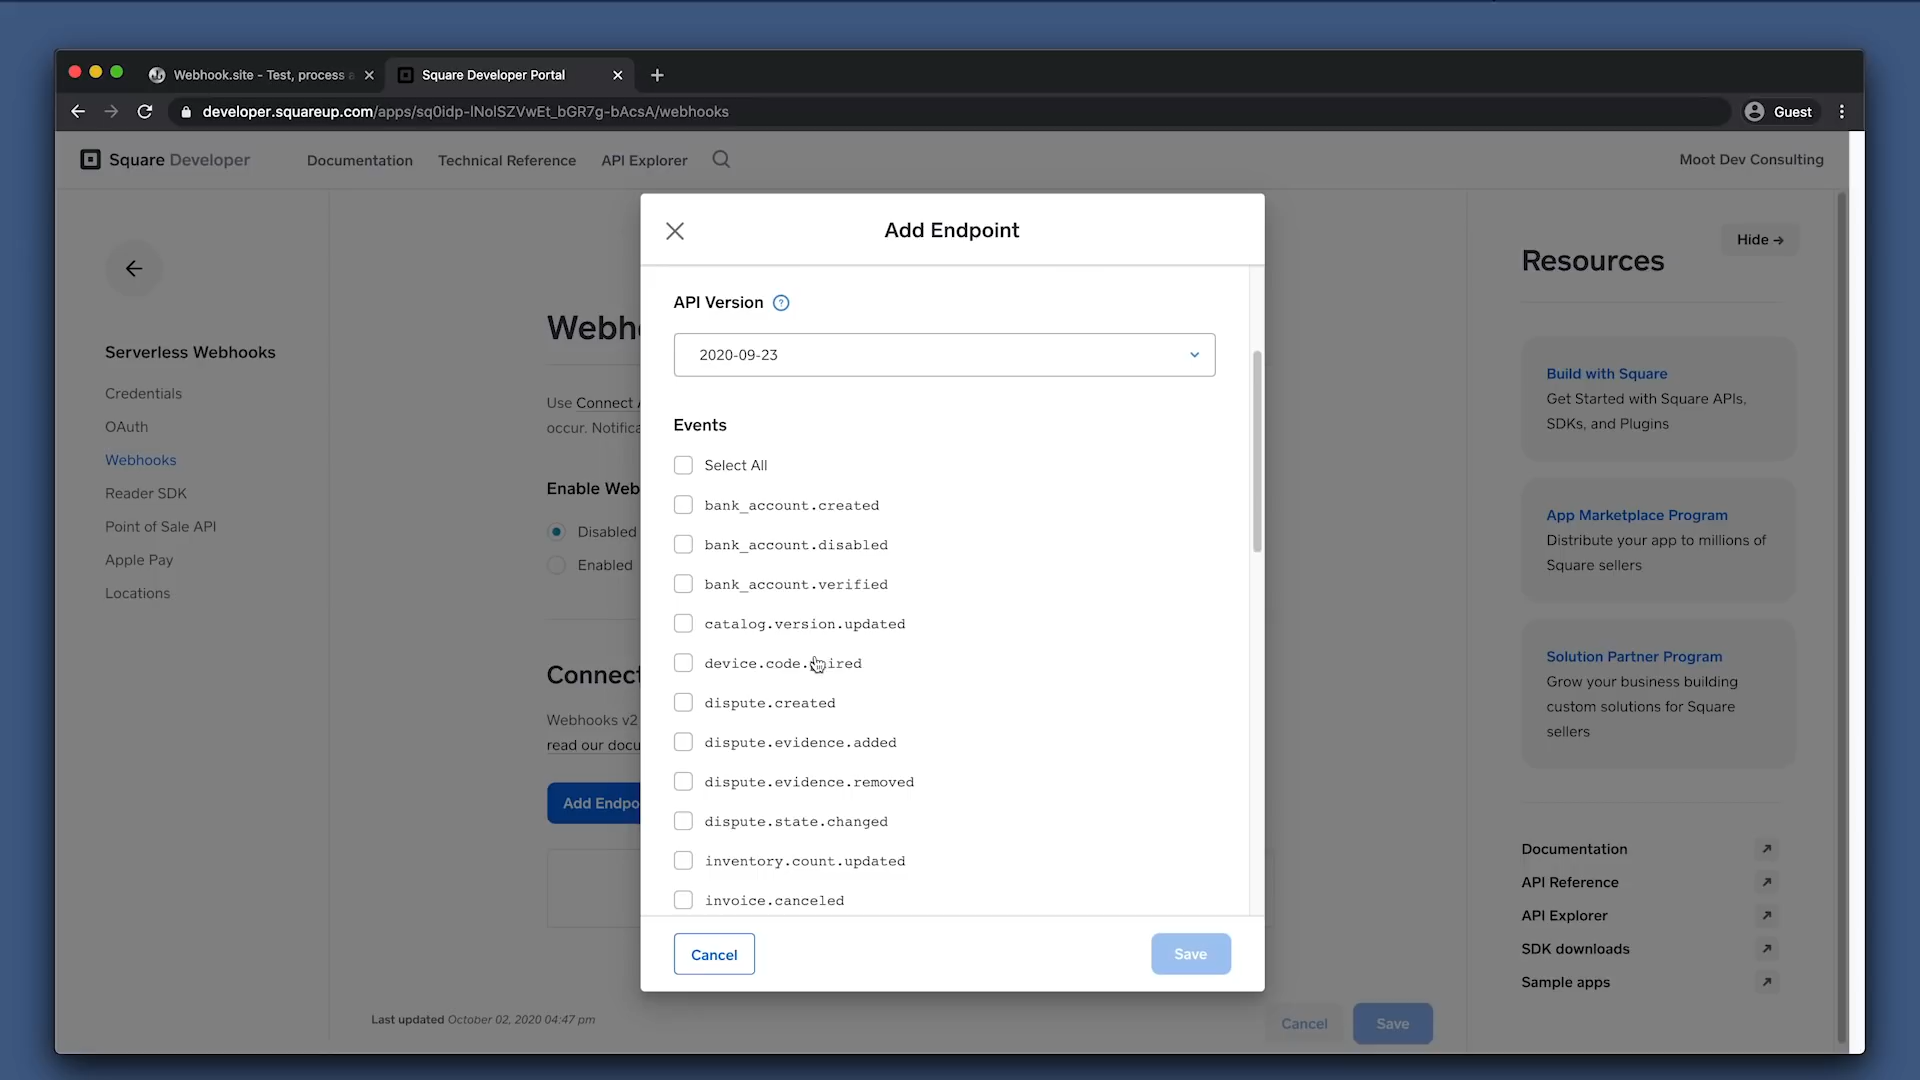 Webhook.site - Test, process a
Square Developer Portal
developer.squareup.com/apps/sq0idp-lNolSZVwEt_bGR7g-bAcsA/webhooks
Guest
Square Developer
Documentation
Technical Reference
API Explorer
Moot Dev Consulting
Serverless Webhooks
Credentials
OAuth
Webhooks
Reader SDK
Point of Sale API
Apple Pay
Locations
Webh
Use Connect A
occur. Notifica
Enable Web
Disabled
Enabled
Connect
Webhooks v2
read our docu
Add Endpo
Last updated October 02, 2020 04:47 pm
Cancel
Save
Add Endpoint
API Version ?
2020-09-23
Events
Select All
bank_account.created
bank_account.disabled
bank_account.verified
catalog.version.updated
device.code. ired
dispute.created
dispute.evidence.added
dispute.evidence.removed
dispute.state.changed
inventory.count.updated
invoice.canceled
Cancel
Save
Hide →
Resources
Build with Square
Get Started with Square APIs,
SDKs, and Plugins
App Marketplace Program
Distribute your app to millions of
Square sellers
Solution Partner Program
Grow your business building
custom solutions for Square
sellers
Documentation
API Reference
API Explorer
SDK downloads
Sample apps